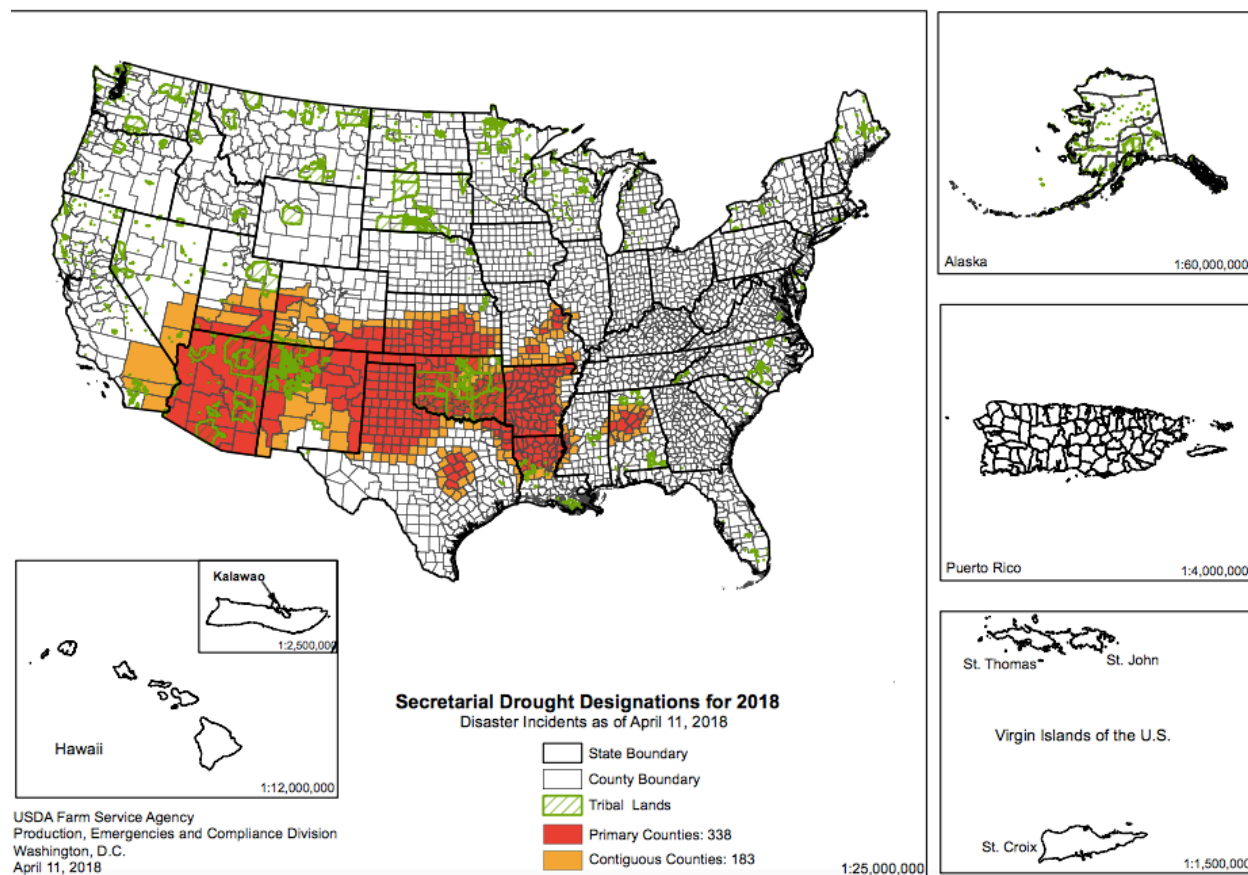 Alaska
1:60,000,000
Puerto Rico
1:4,000,000
Kalawao
1:2,500,000
Hawaii
1:12,000,000
St. Thomas
St. John
Virgin Islands of the U.S.
St. Croix
1:1,500,000
Secretarial Drought Designations for 2018
Disaster Incidents as of April 11, 2018
State Boundary
County Boundary
Tribal Lands
Primary Counties: 338
Contiguous Counties: 183
1:25,000,000
USDA Farm Service Agency
Production, Emergencies and Compliance Division
Washington, D.C.
April 11, 2018